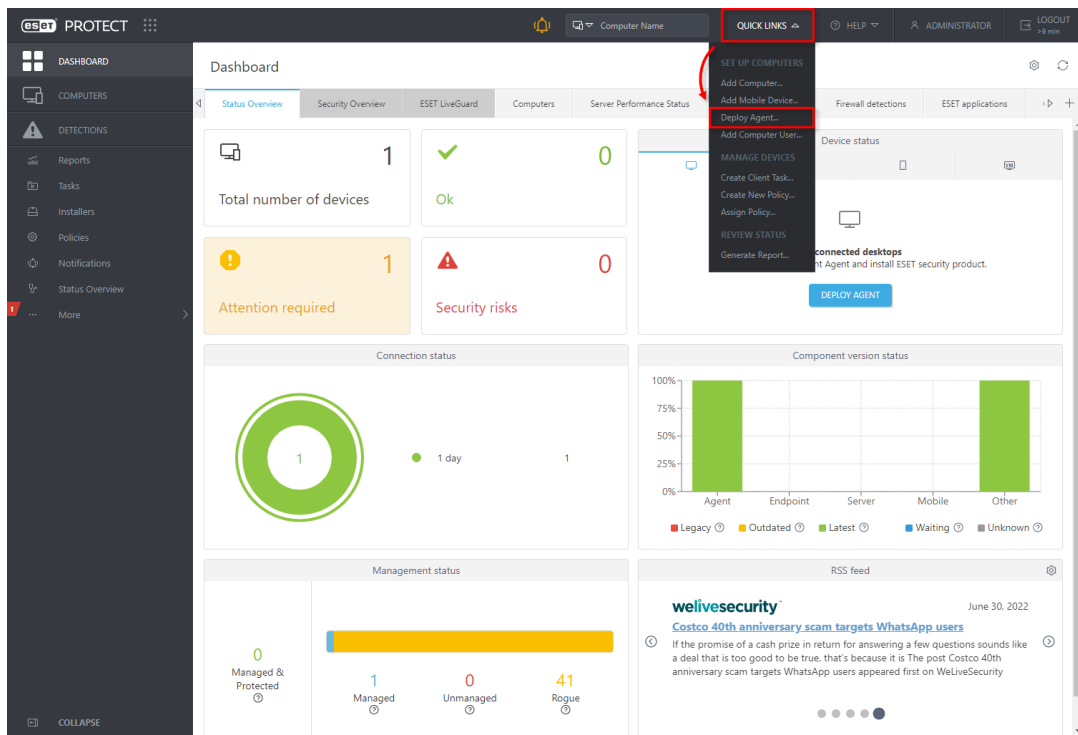 eset PROTECT
Computer Name
QUICK LINKS
HELP
ADMINISTRATOR
LOGOUT
>9 min
DASHBOARD
COMPUTERS
DETECTIONS
Reports
Tasks
Installers
Policies
Notifications
Status Overview
1
More
COLLAPSE
Dashboard
SET UP COMPUTERS
Add Computer...
Add Mobile Device...
Deploy Agent...
Add Computer User...
MANAGE DEVICES
Create Client Task...
Create New Policy...
Assign Policy...
REVIEW STATUS
Generate Report...
Status Overview
Security Overview
ESET LiveGuard
Computers
Server Performance Status
Firewall detections
ESET applications
1
Total number of devices
0
Ok
1
Attention required
0
Security risks
Device status
connected desktops
nt Agent and install ESET security product.
DEPLOY AGENT
Connection status
1
1 day
1
Component version status
100%
75%
50%
25%
0%
Agent Endpoint Server Mobile Other
Legacy Outdated Latest Waiting Unknown
Management status
0
Managed &
Protected
1
Managed
0
Unmanaged
41
Rogue
RSS feed
welivesecurity
June 30, 2022
Costco 40th anniversary scam targets WhatsApp users
If the promise of a cash prize in return for answering a few questions sounds like
a deal that is too good to be true, that's because it is The post Costco 40th
anniversary scam targets WhatsApp users appeared first on WeLiveSecurity